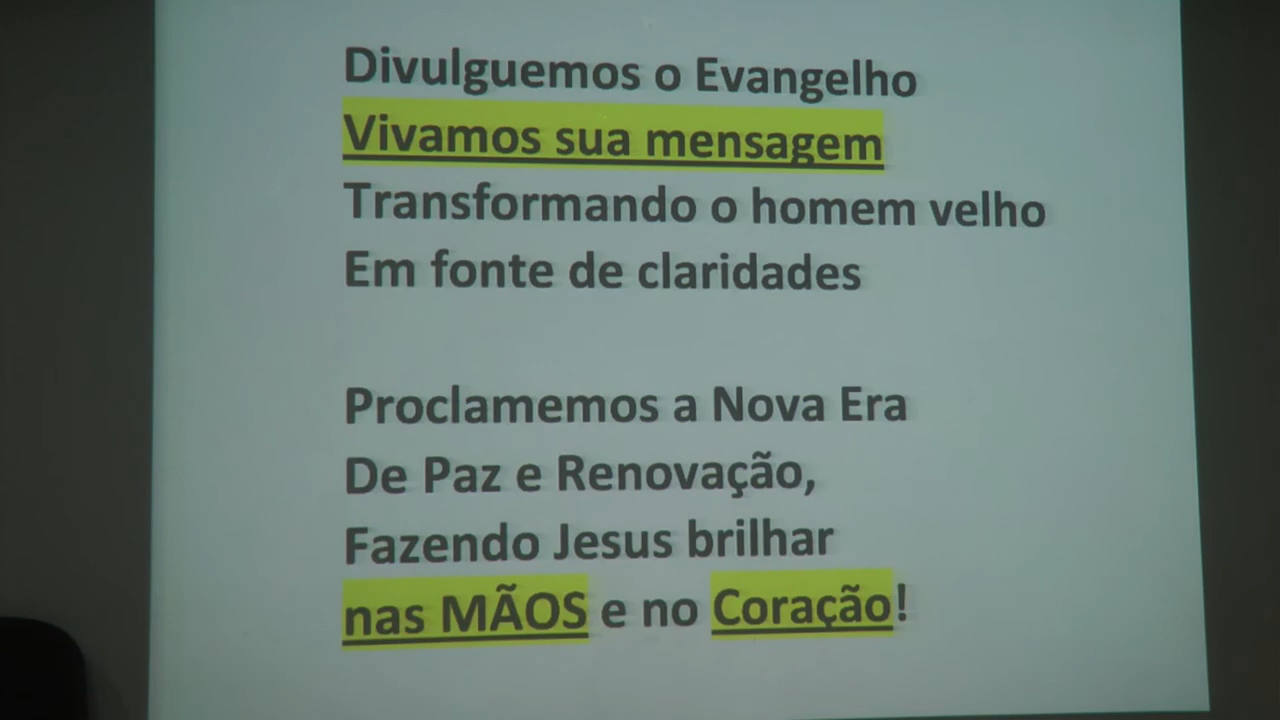 Divulguemos o Evangelho
Vivamos sua mensagem
Transformando o homem velho
Em fonte de claridades
Proclamemos a Nova Era
De Paz e Renovação,
Fazendo Jesus brilhar
nas MÃOS e no Coração!